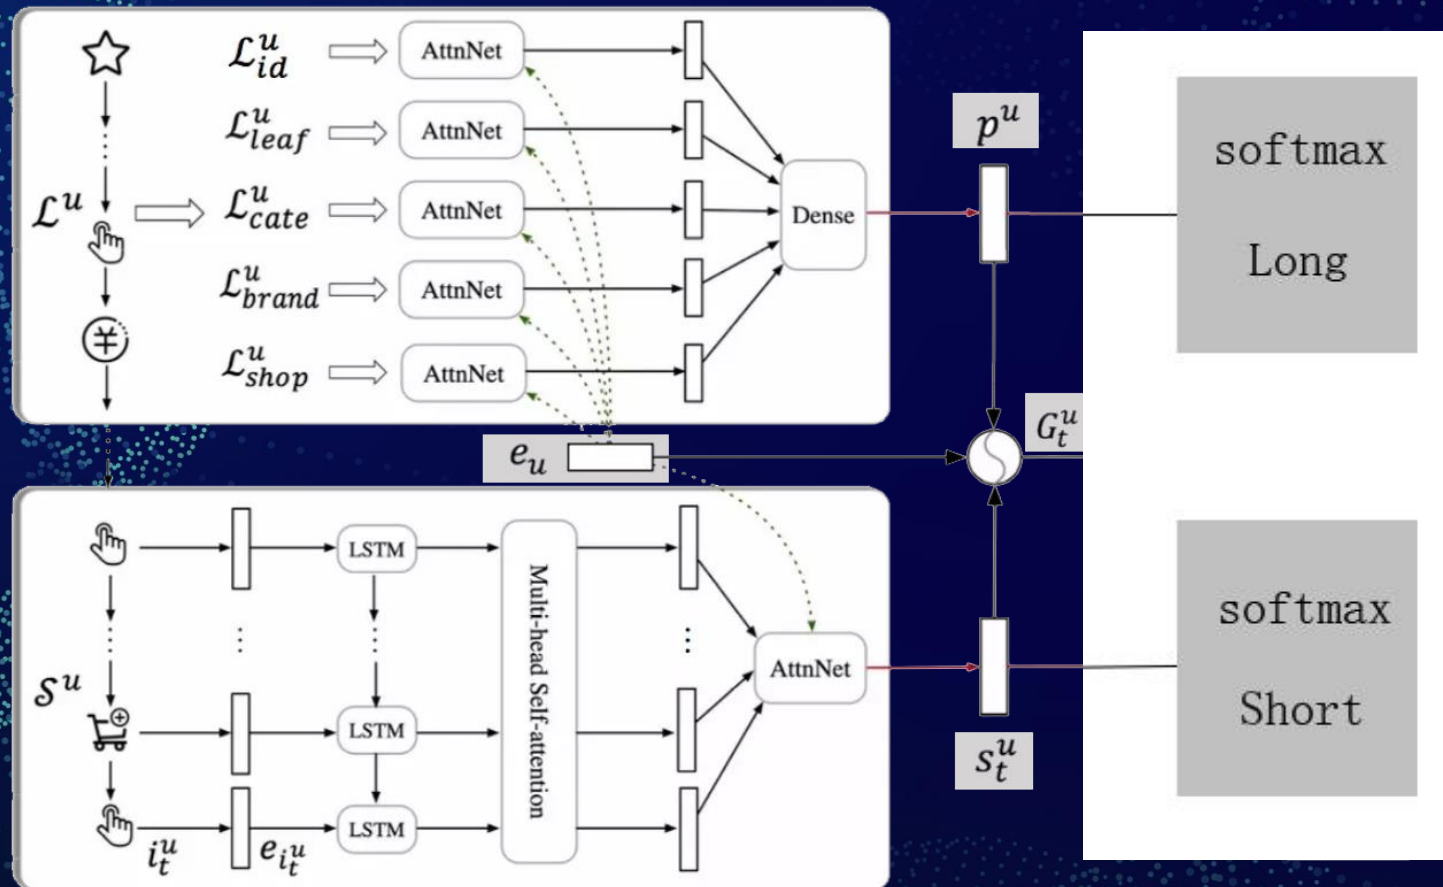 ℒ^u_id
AttnNet
ℒ^u_leaf
AttnNet
ℒ^u
ℒ^u_cate
AttnNet
Dense
ℒ^u_brand
AttnNet
ℒ^u_shop
AttnNet
p^u
softmax
Long
e_u
G^u_t
LSTM
Multi-head Self-attention
𝒮^u
LSTM
AttnNet
LSTM
i^u_t
e_{i^u_t}
s^u_t
softmax
Short